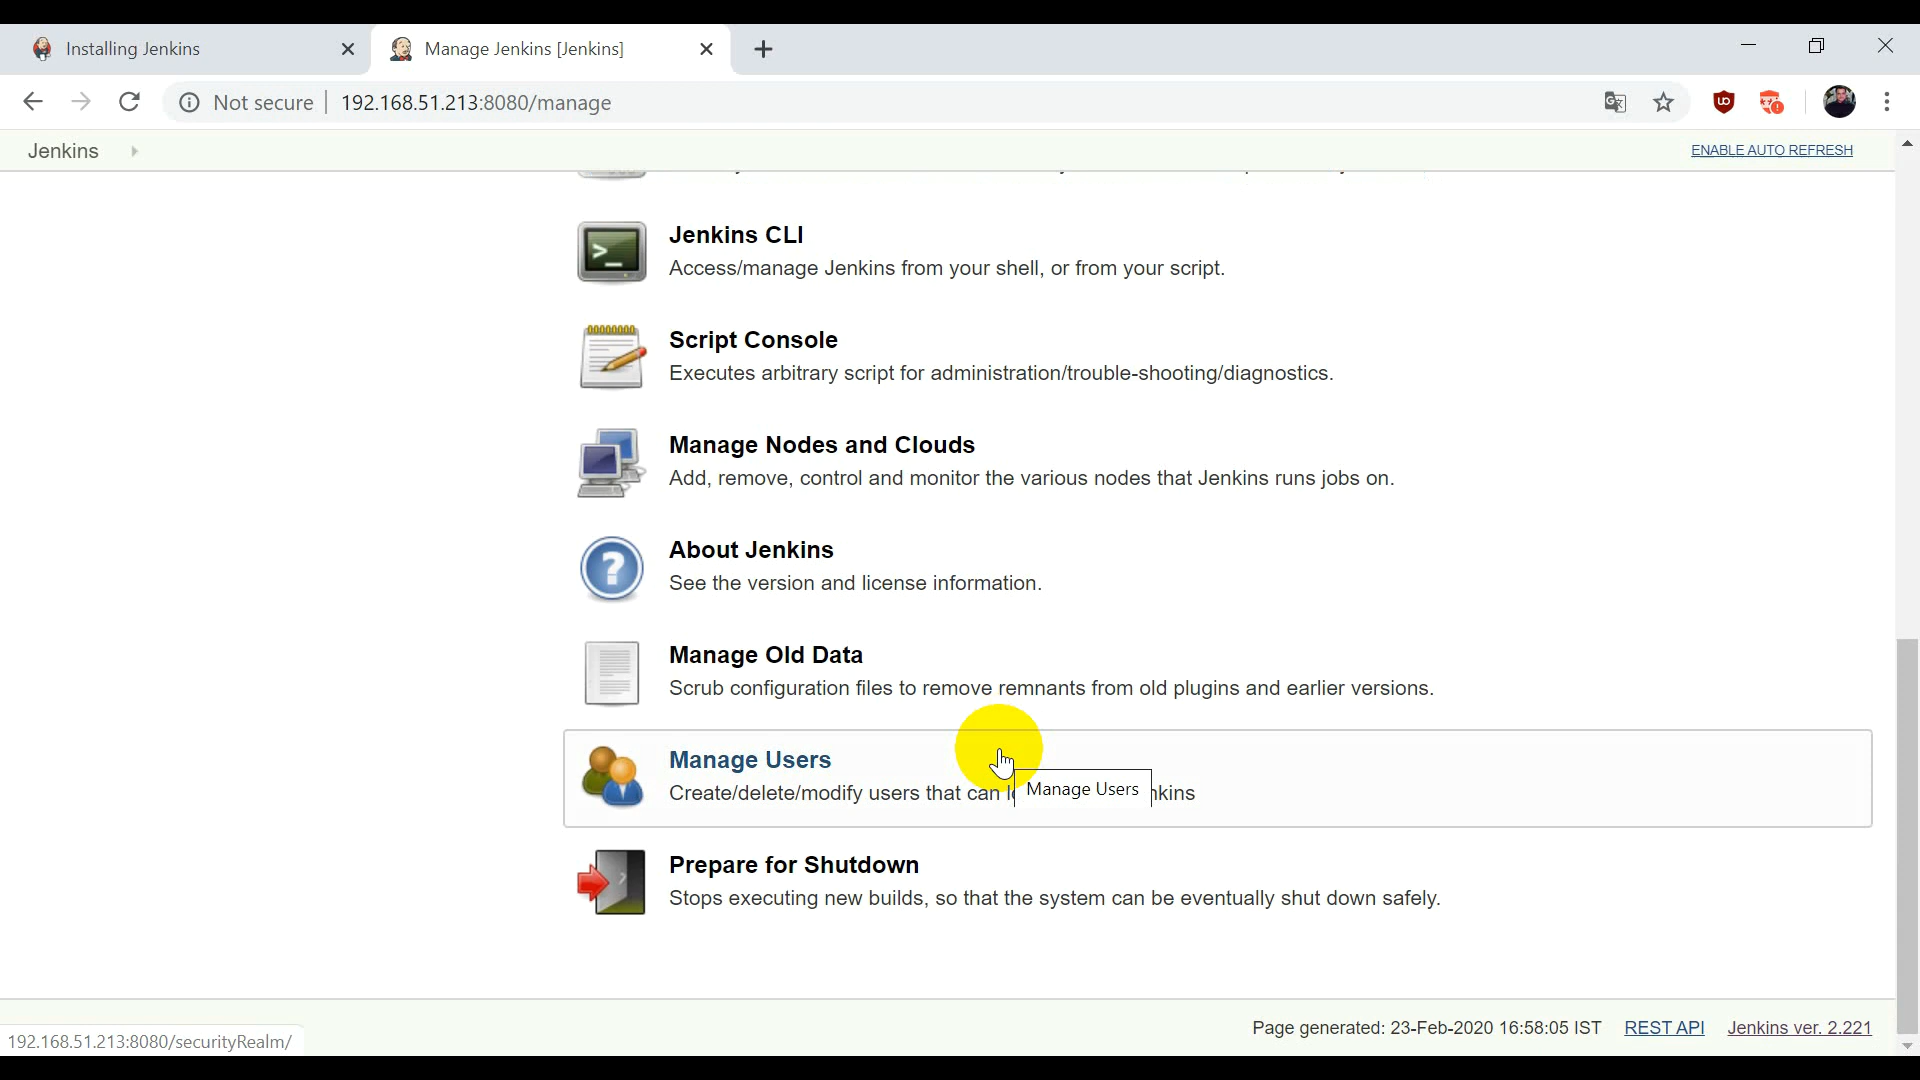 Installing Jenkins
Manage Jenkins [Jenkins]
Not secure 192.168.51.213:8080/manage
Jenkins
ENABLE AUTO REFRESH
Jenkins CLI
Access/manage Jenkins from your shell, or from your script.
Script Console
Executes arbitrary script for administration/trouble-shooting/diagnostics.
Manage Nodes and Clouds
Add, remove, control and monitor the various nodes that Jenkins runs jobs on.
About Jenkins
See the version and license information.
Manage Old Data
Scrub configuration files to remove remnants from old plugins and earlier versions.
Manage Users
Create/delete/modify users that can
Manage Users
Prepare for Shutdown
Stops executing new builds, so that the system can be eventually shut down safely.
Page generated: 23-Feb-2020 16:58:05 IST REST API Jenkins ver. 2.221
192.168.51.213:8080/securityRealm/